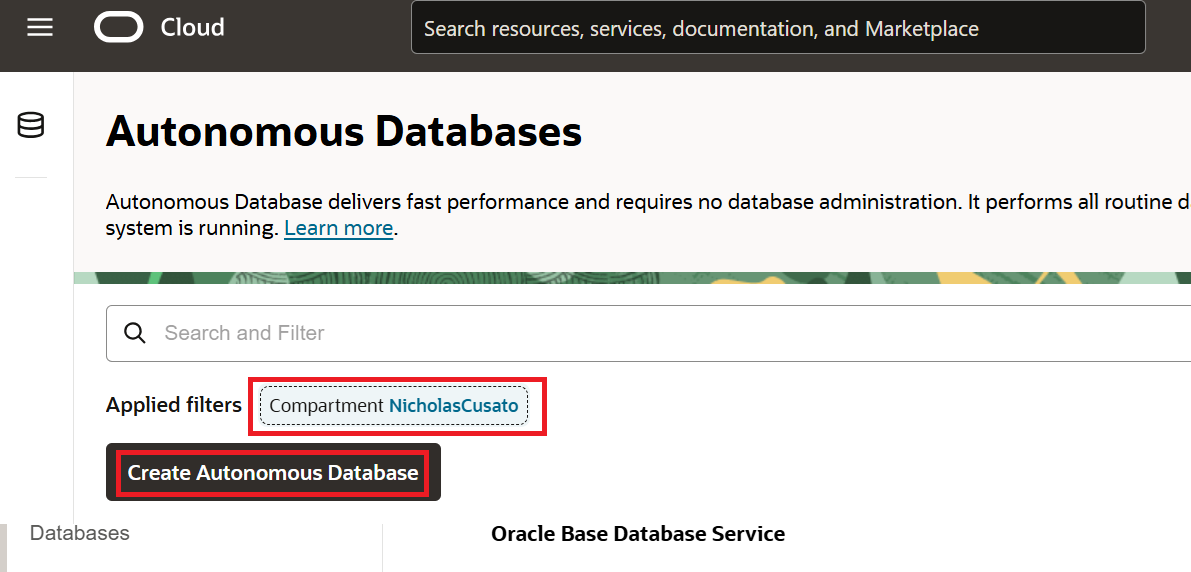 Cloud
Search resources, services, documentation, and Marketplace
Autonomous Databases
Autonomous Database delivers fast performance and requires no database administration. It performs all routine d
system is running. Learn more.
Search and Filter
Applied filters Compartment NicholasCusato
Create Autonomous Database
Databases
Oracle Base Database Service